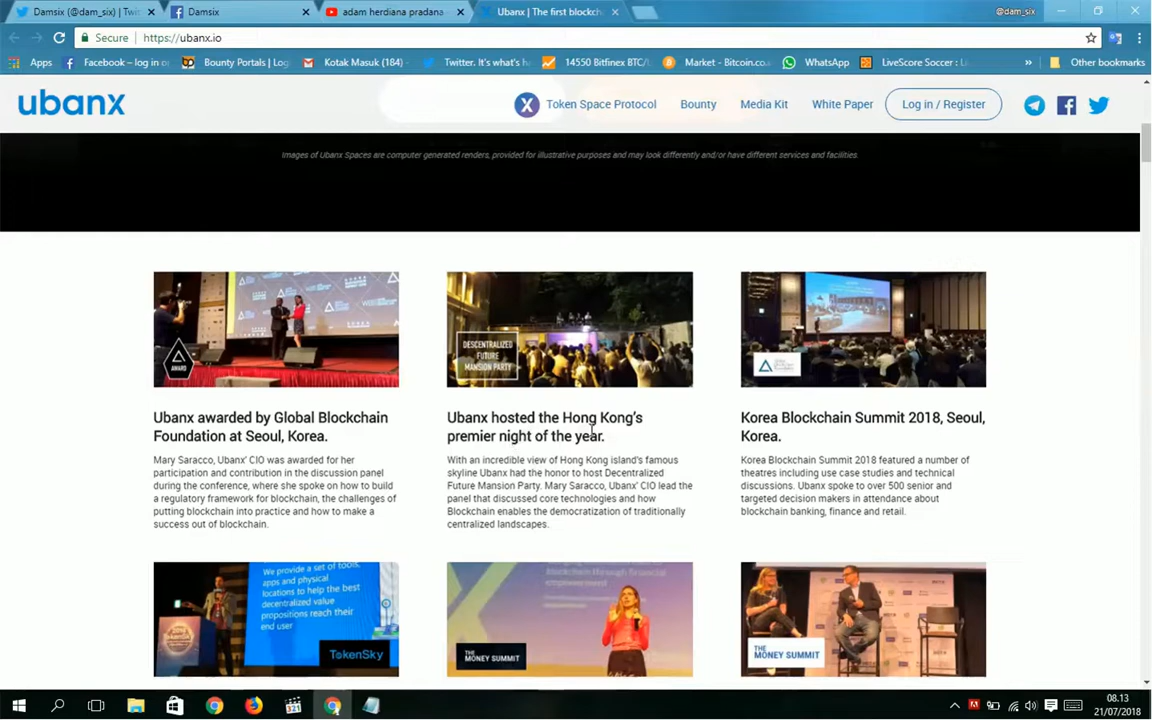 Damsix (@dam_six) | Twi
Damsix
adam herdiana pradana -
Ubanx | The first blockch
@dam_six
Secure
https://ubanx.io
Apps
Facebook – log in or
Bounty Portals | Log
Kotak Masuk (184) -
Twitter. It's what's h
14550 Bitfinex BTC/U
Market - Bitcoin.co.i
WhatsApp
LiveScore Soccer : Li
»
Other bookmarks
ubanx
X Token Space Protocol
Bounty
Media Kit
White Paper
Log in / Register
Images of Ubanx Spaces are computer generated renders, provided for illustrative purposes and may look differently and/or have different services and facilities.
AWARD
DESCENTRALIZED
FUTURE
MANSION PARTY
Ubanx awarded by Global Blockchain
Foundation at Seoul, Korea.
Mary Saracco, Ubanx' CIO was awarded for her
participation and contribution in the discussion panel
during the conference, where she spoke on how to build
a regulatory framework for blockchain, the challenges of
putting blockchain into practice and how to make a
success out of blockchain.
Ubanx hosted the Hong Kong's
premier night of the year.
With an incredible view of Hong Kong island's famous
skyline Ubanx had the honor to host Decentralized
Future Mansion Party. Mary Saracco, Ubanx' CIO lead the
panel that discussed core technologies and how
Blockchain enables the democratization of traditionally
centralized landscapes.
Korea Blockchain Summit 2018, Seoul,
Korea.
Korea Blockchain Summit 2018 featured a number of
theatres including use case studies and technical
discussions. Ubanx spoke to over 500 senior and
targeted decision makers in attendance about
blockchain banking, finance and retail.
We provide a set of tools,
apps and physical
locations to help the best
decentralized value
propositions reach their
end user
TokenSky
blockchain through financial
empowerment
THE
MONEY SUMMIT
THE
MONEY SUMMIT
321
08.13
21/07/2018